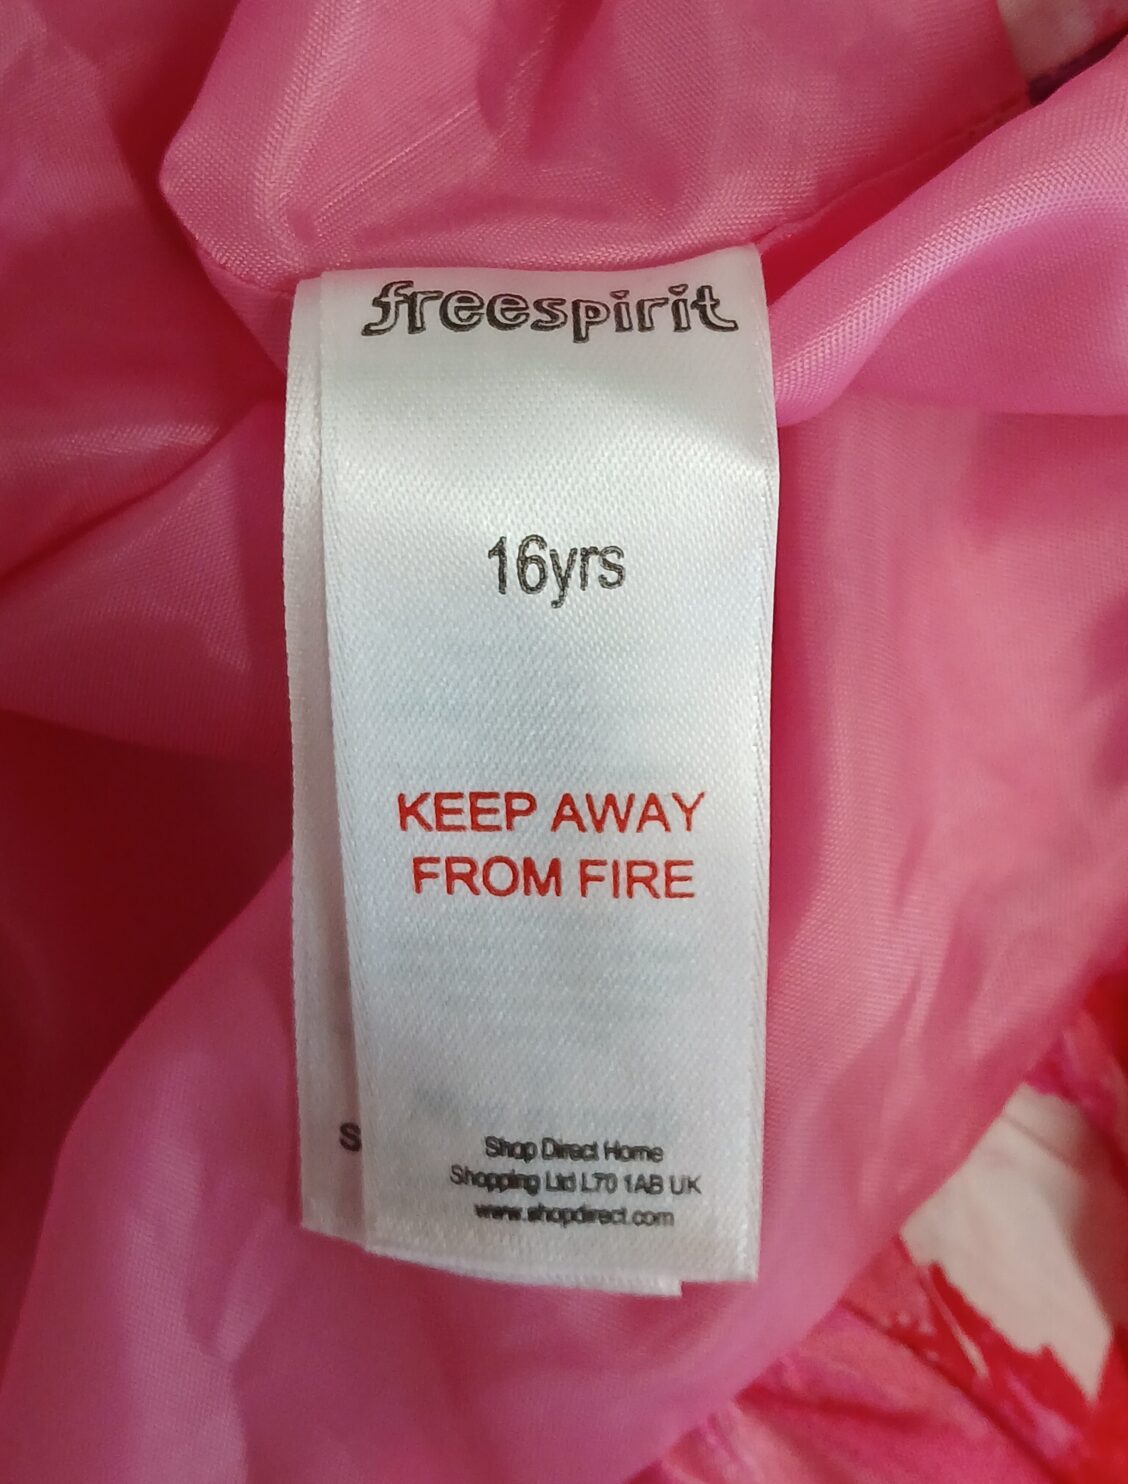 freespirit
16yrs
KEEP AWAY
FROM FIRE
S
Shop Direct Home
Shopping Ltd L70 1AB UK
www.shopdirect.com